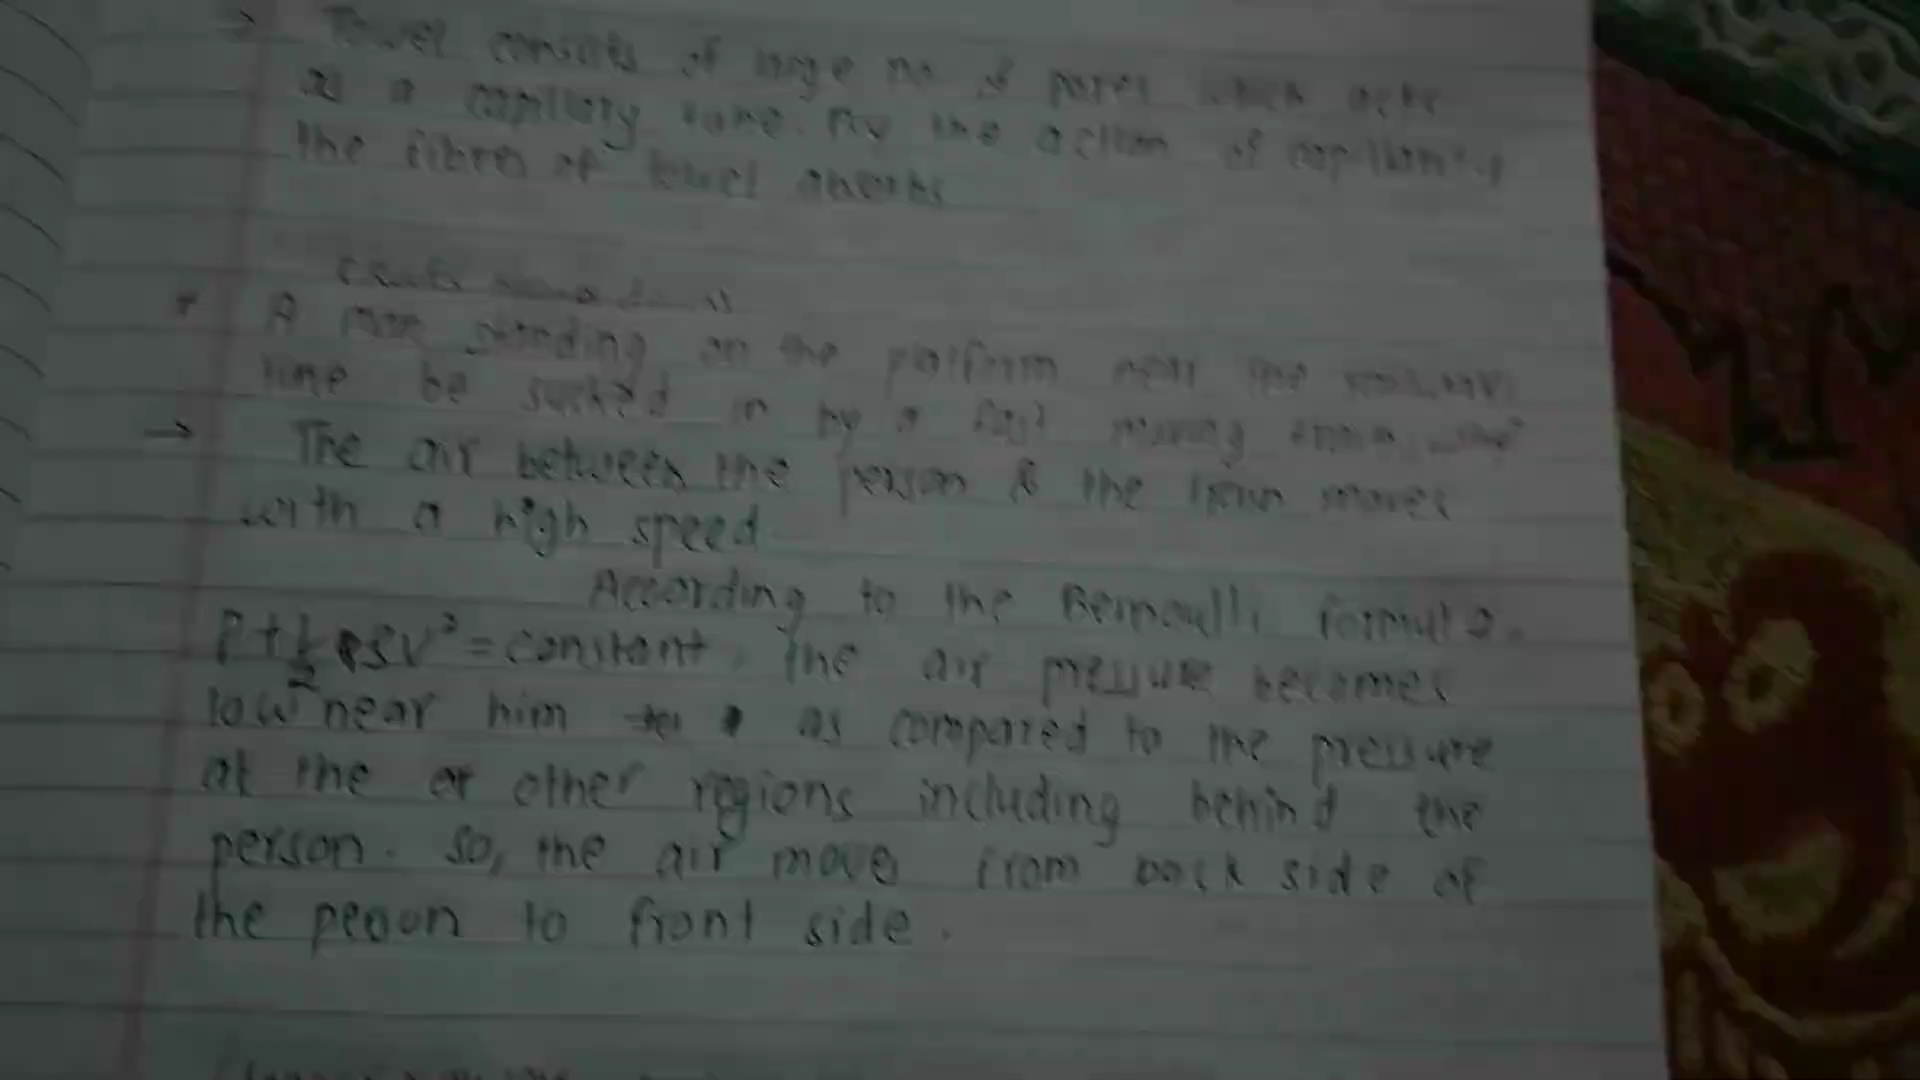 → Towel consists of large no. of pores which acts
as a capillary tube. By the action of capillarity
the fibres of towel absorbs
A man standing on the platform near the railway
line be sucked in by a fast moving train, why?
→ The air between the person & the train moves
with a high speed
According to the Bernoulli formula.
P+½ρv²=constant, the air pressure becomes
low near him as compared to the pressure
at the other regions including behind the
person. So, the air move from back side of
the peson to front side.